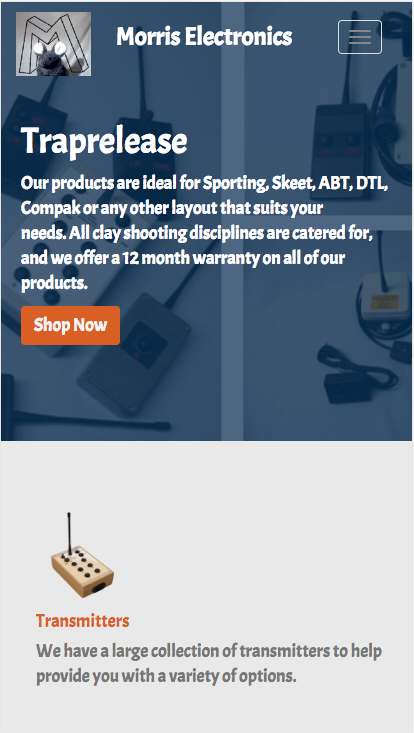 Morris Electronics
Traprelease
Our products are ideal for Sporting, Skeet, ABT, DTL,
Compak or any other layout that suits your
needs. All clay shooting disciplines are catered for,
and we offer a 12 month warranty on all of our
products.
Shop Now
Transmitters
We have a large collection of transmitters to help
provide you with a variety of options.